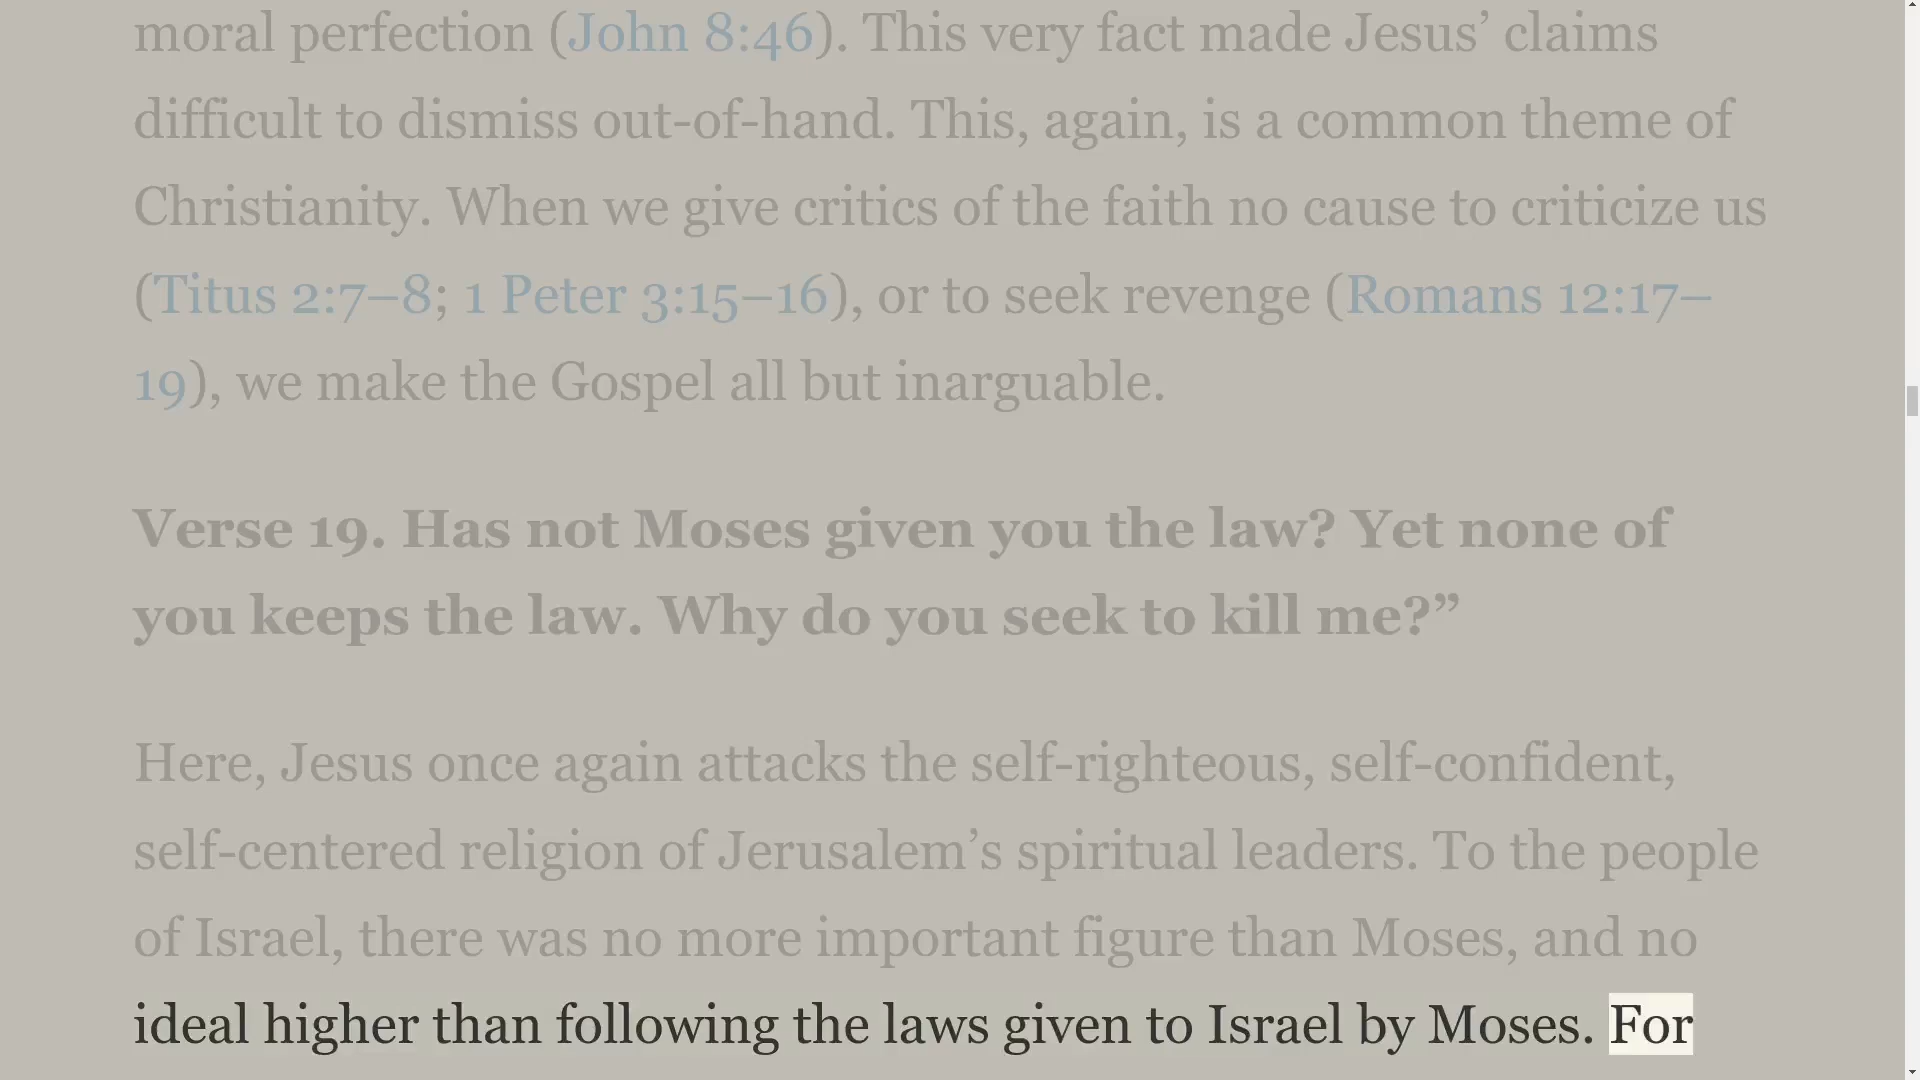 moral perfection (John 8:46). This very fact made Jesus’ claims
difficult to dismiss out-of-hand. This, again, is a common theme of
Christianity. When we give critics of the faith no cause to criticize us
(Titus 2:7–8; 1 Peter 3:15–16), or to seek revenge (Romans 12:17–
19), we make the Gospel all but inarguable.
Verse 19. Has not Moses given you the law? Yet none of
you keeps the law. Why do you seek to kill me?”
Here, Jesus once again attacks the self-righteous, self-confident,
self-centered religion of Jerusalem’s spiritual leaders. To the people
of Israel, there was no more important figure than Moses, and no
ideal higher than following the laws given to Israel by Moses. For